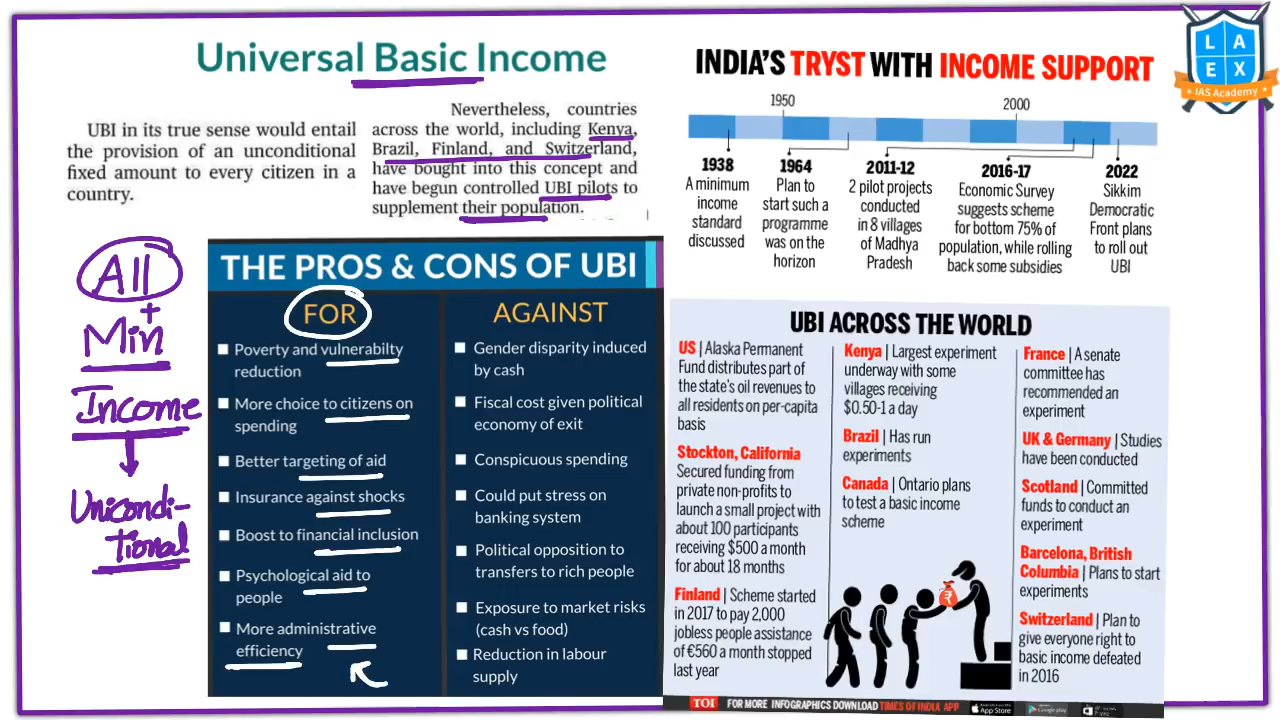 Universal Basic Income
UBI in its true sense would entail
the provision of an unconditional
fixed amount to every citizen in a
country.
Nevertheless, countries
across the world, including Kenya,
Brazil, Finland, and Switzerland,
have bought into this concept and
have begun controlled UBI pilots to
supplement their population.
All
+
Min
Income
Unicondi-
tional
THE PROS & CONS OF UBI
FOR
Poverty and vulnerabilty
reduction
More choice to citizens on
spending
Better targeting of aid
Insurance against shocks
Boost to financial inclusion
Psychological aid to
people
More administrative
efficiency
AGAINST
Gender disparity induced
by cash
Fiscal cost given political
economy of exit
Conspicuous spending
Could put stress on
banking system
Political opposition to
transfers to rich people
Exposure to market risks
(cash vs food)
Reduction in labour
supply
INDIA'S TRYST WITH INCOME SUPPORT
1950
2000
1938
A minimum
income
standard
discussed
1964
Plan to
start such a
programme
was on the
horizon
2011-12
2 pilot projects
conducted
in 8 villages
of Madhya
Pradesh
2016-17
Economic Survey
suggests scheme
for bottom 75% of
population, while rolling
back some subsidies
2022
Sikkim
Democratic
Front plans
to roll out
UBI
UBI ACROSS THE WORLD
US | Alaska Permanent
Fund distributes part of
the state's oil revenues to
all residents on per-capita
basis
Stockton, California
Secured funding from
private non-profits to
launch a small project with
about 100 participants
receiving $500 a month
for about 18 months
Finland | Scheme started
in 2017 to pay 2,000
jobless people assistance
of €560 a month stopped
last year
Kenya | Largest experiment
underway with some
villages receiving
$0.50-1 a day
Brazil | Has run
experiments
Canada | Ontario plans
to test a basic income
scheme
₹
France | A senate
committee has
recommended an
experiment
UK & Germany | Studies
have been conducted
Scotland | Committed
funds to conduct an
experiment
Barcelona, British
Columbia | Plans to start
experiments
Switzerland | Plan to
give everyone right to
basic income defeated
in 2016
TOI FOR MORE INFOGRAPHICS DOWNLOAD TIMES OF INDIA APP
App Store
Google play
L A
E X
IAS Academy